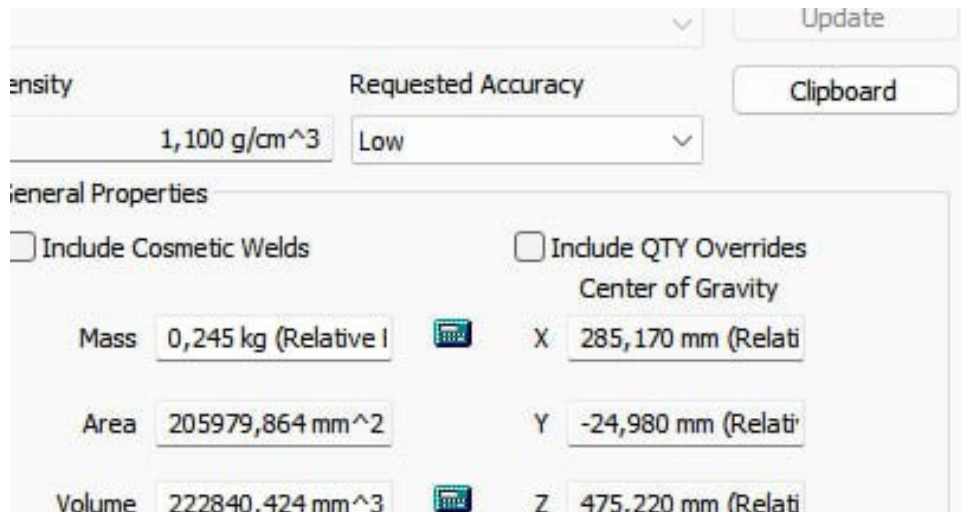 Update
ensity
Requested Accuracy
Clipboard
1,100 g/cm^3
Low
eneral Properties
Include Cosmetic Welds
Include QTY Overrides
Center of Gravity
Mass 0,245 kg (Relative
X 285,170 mm (Relati
Area 205979,864 mm^2
Y -24,980 mm (Relati
Volume 222840,424 mm^3
Z 475,220 mm (Relati